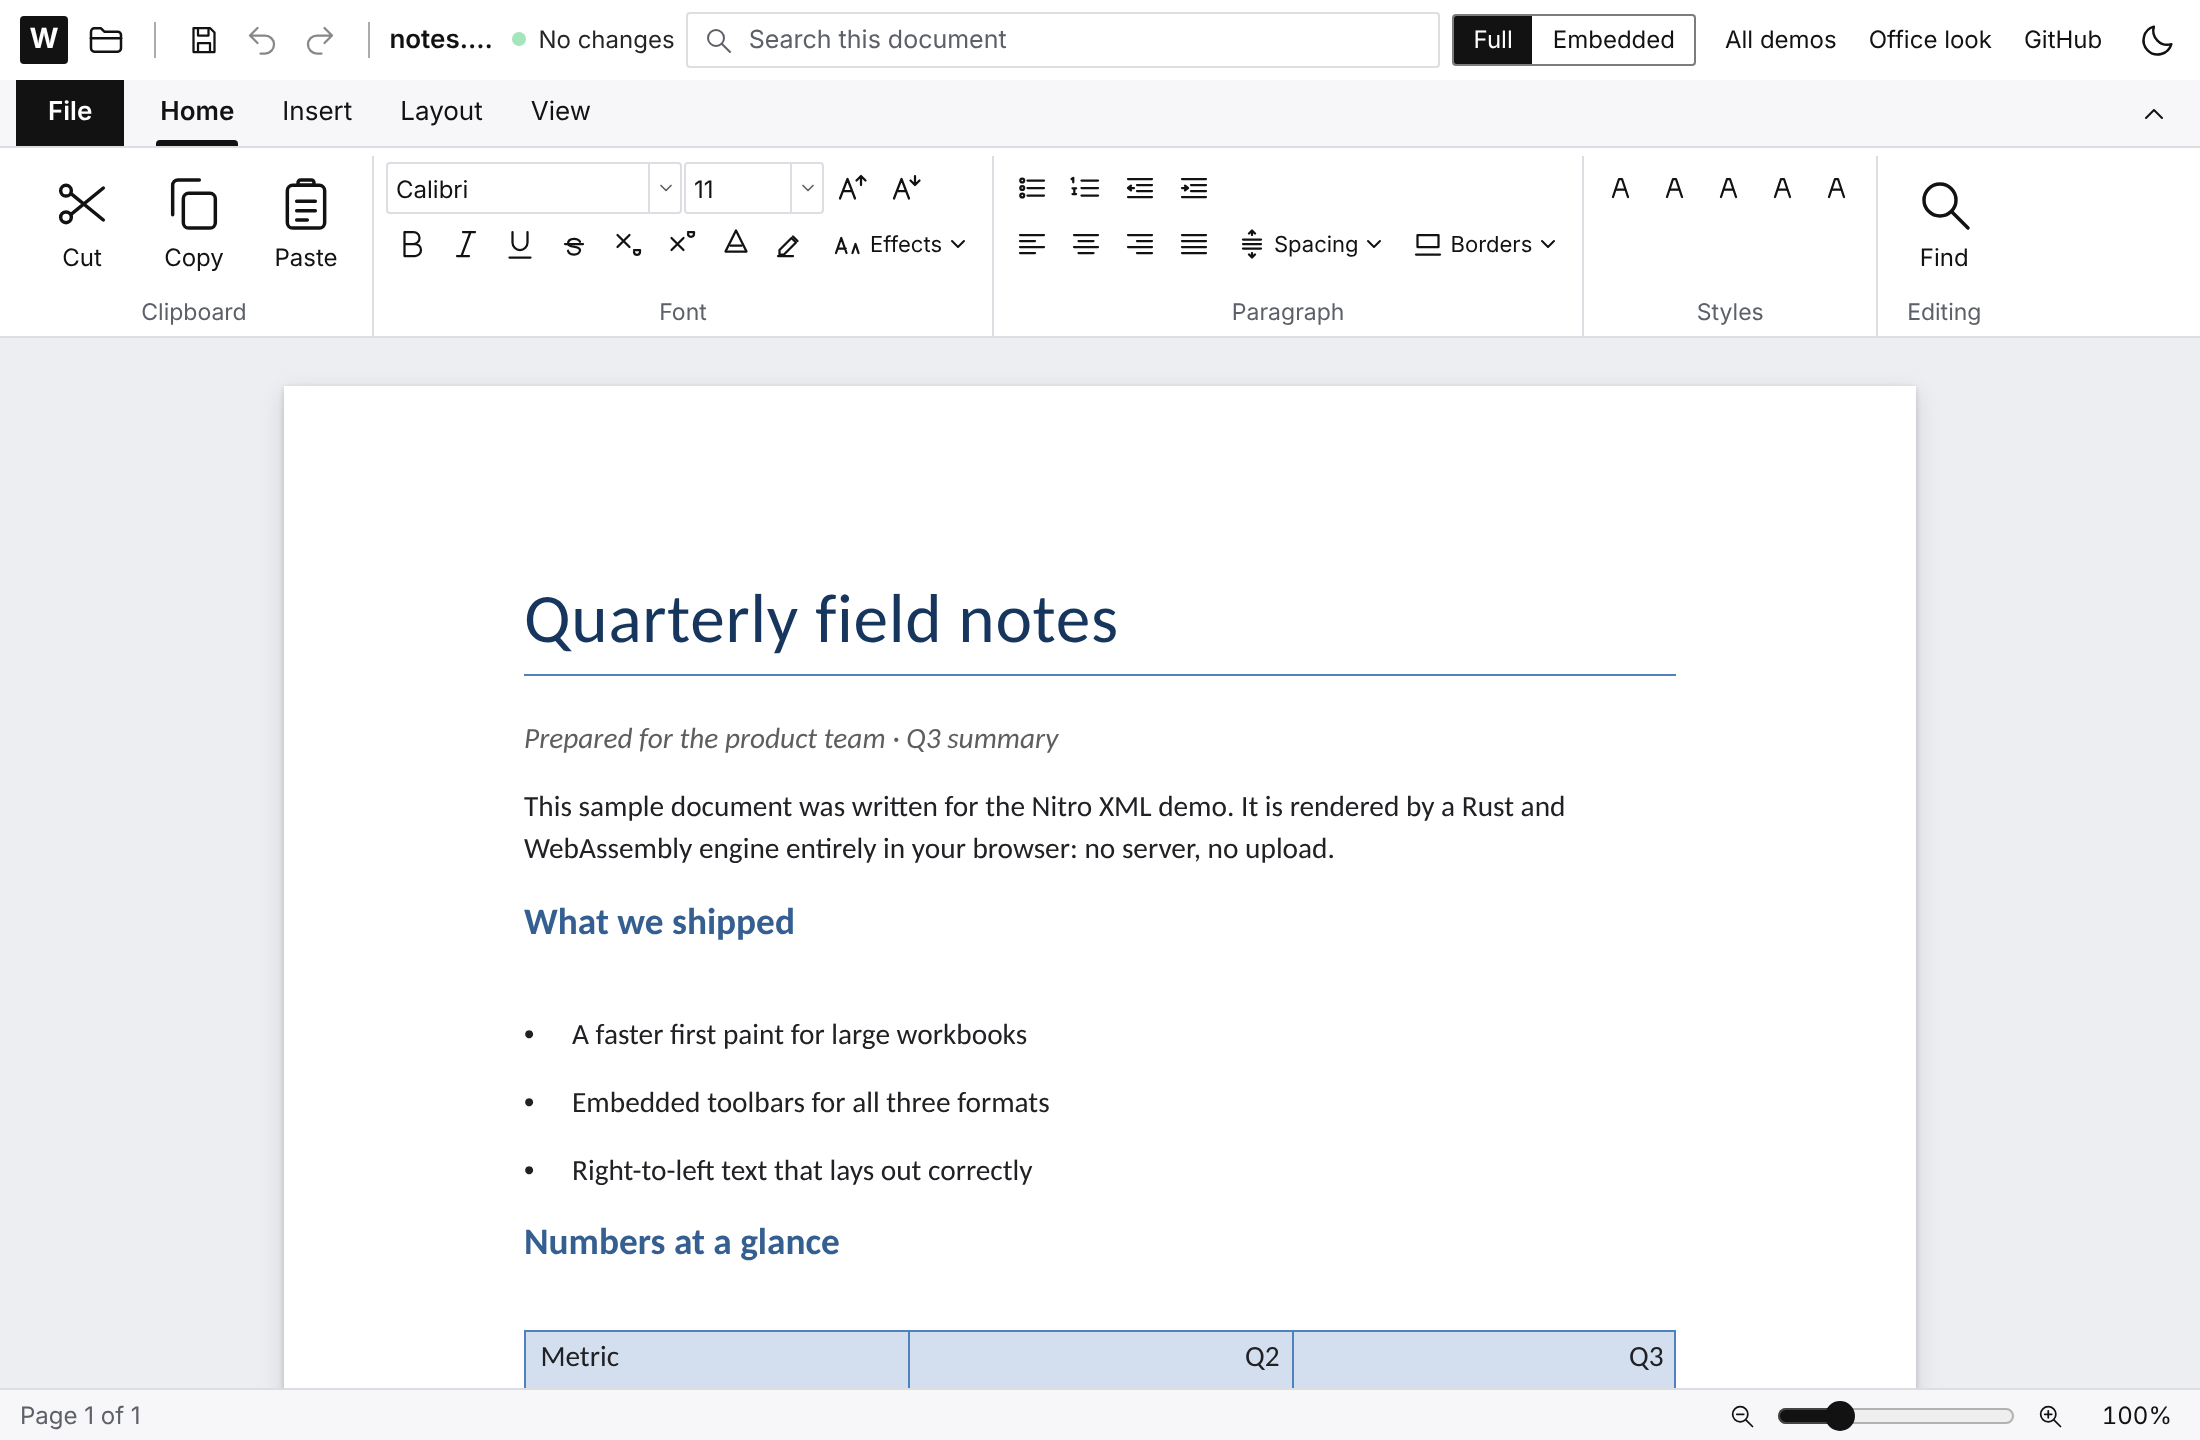 W notes.... No changes Search this document Full Embedded All demos Office look GitHub
File Home Insert Layout View
Calibri 11 A A A A A
Cut Copy Paste Effects Spacing Borders Find
Clipboard Font Paragraph Styles Editing
Quarterly field notes
Prepared for the product team · Q3 summary
This sample document was written for the Nitro XML demo. It is rendered by a Rust and
WebAssembly engine entirely in your browser: no server, no upload.
What we shipped
• A faster first paint for large workbooks
• Embedded toolbars for all three formats
• Right-to-left text that lays out correctly
Numbers at a glance
Metric Q2 Q3
Page 1 of 1 100%